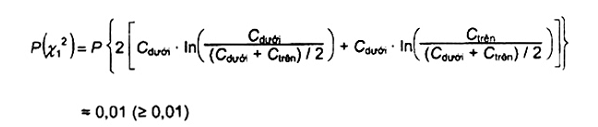 P(χ₁²) = P{2[C_dưới · ln(C_dưới / ((C_dưới + C_trên) / 2)) + C_dưới · ln(C_trên / ((C_dưới + C_trên) / 2))]}
≈ 0,01 (≥ 0,01)